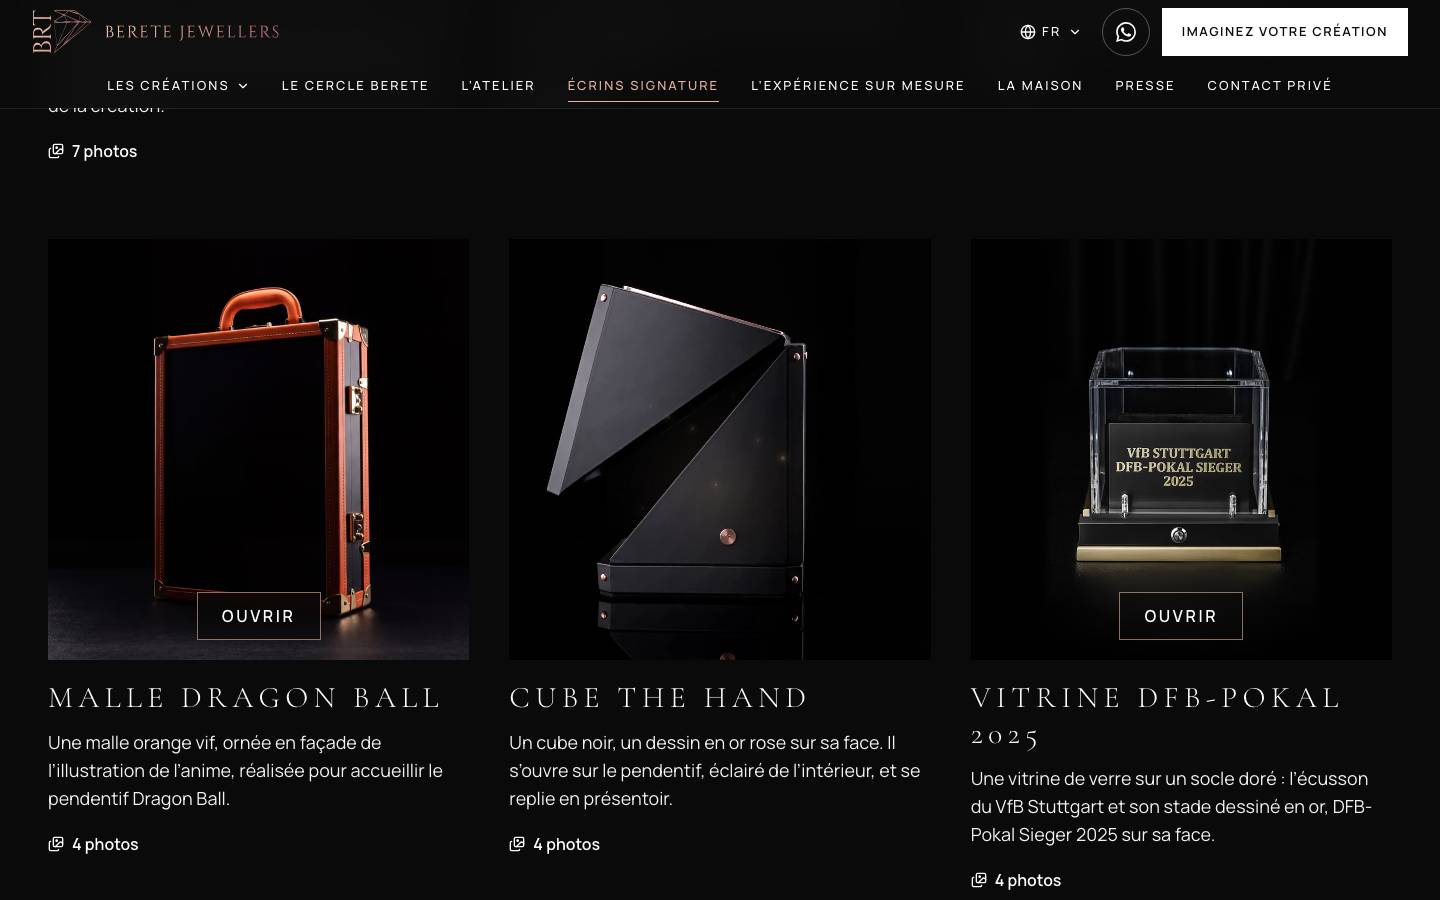 BRT BERETE JEWELLERS
FR
IMAGINEZ VOTRE CRÉATION
LES CRÉATIONS
LE CERCLE BERETE
L'ATELIER
ÉCRINS SIGNATURE
L'EXPÉRIENCE SUR MESURE
LA MAISON
PRESSE
CONTACT PRIVÉ
de la création.
7 photos
OUVRIR
MALLE DRAGON BALL
Une malle orange vif, ornée en façade de
l'illustration de l'anime, réalisée pour accueillir le
pendentif Dragon Ball.
4 photos
CUBE THE HAND
Un cube noir, un dessin en or rose sur sa face. Il
s'ouvre sur le pendentif, éclairé de l'intérieur, et se
replie en présentoir.
4 photos
VfB STUTTGART
DFB-POKAL SIEGER
2025
OUVRIR
VITRINE DFB-POKAL
2025
Une vitrine de verre sur un socle doré : l'écusson
du VfB Stuttgart et son stade dessiné en or, DFB-
Pokal Sieger 2025 sur sa face.
4 photos